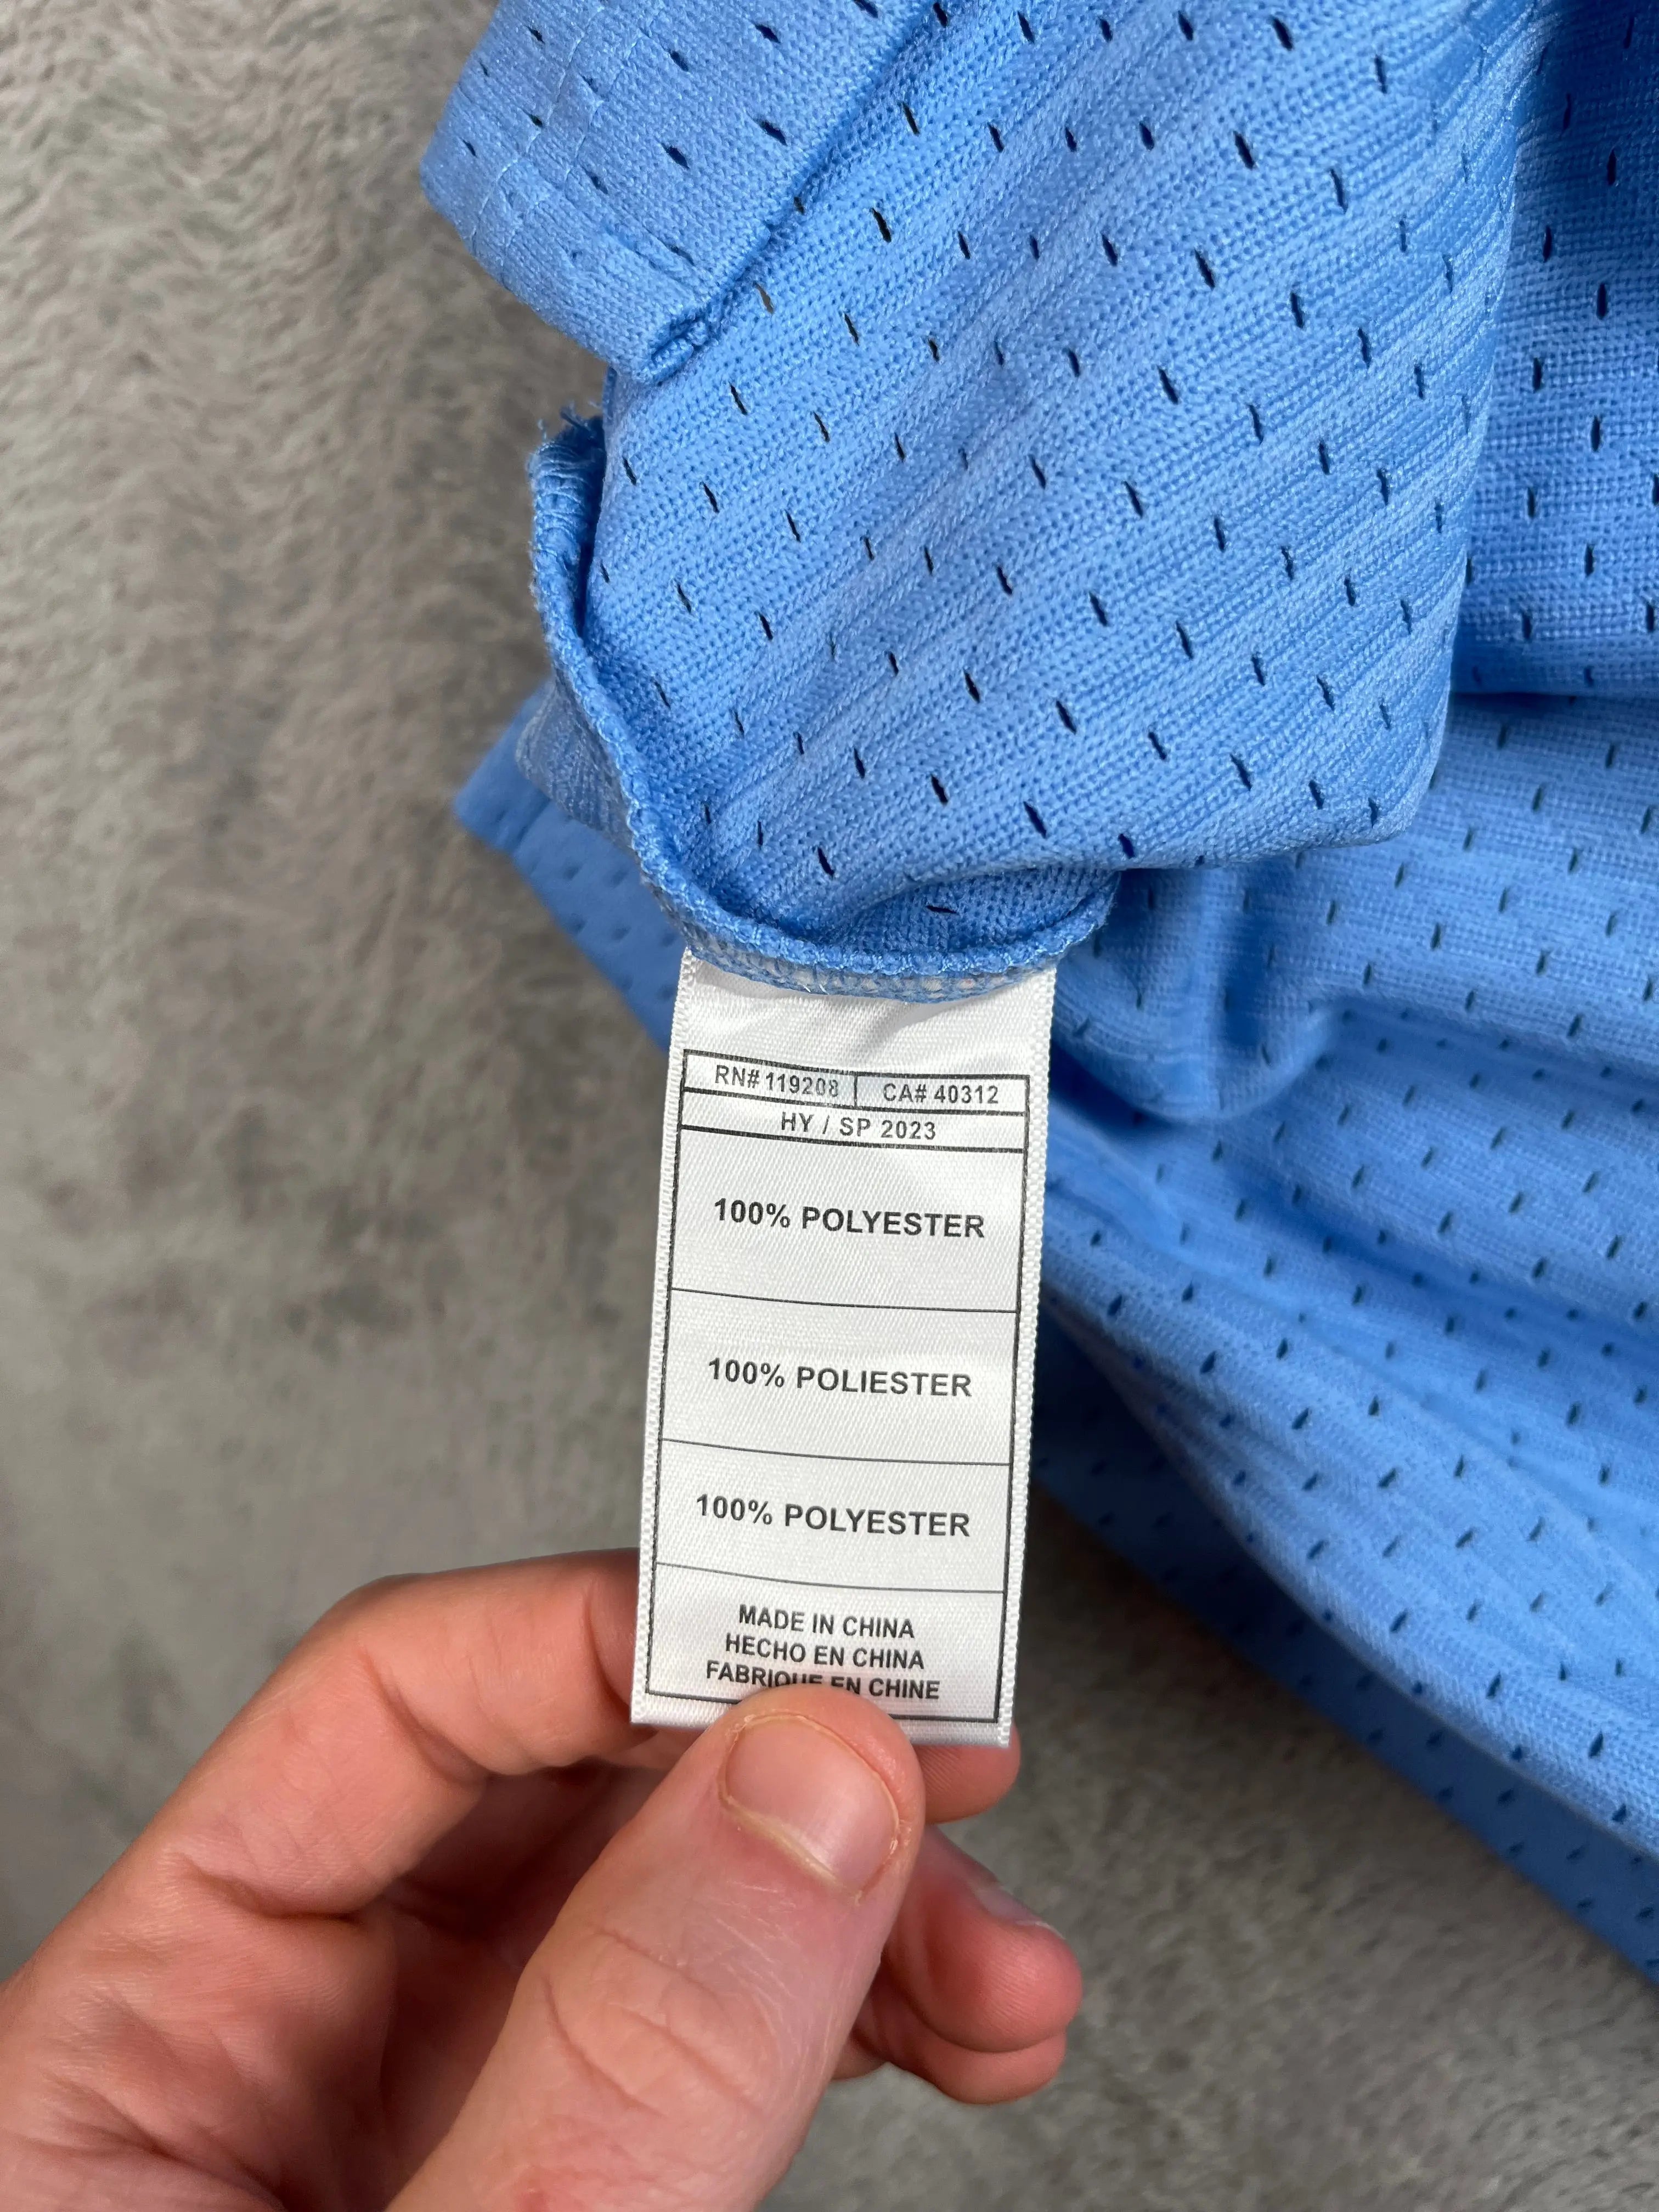 RN# 119208 CA# 40312
HY / SP 2023
100% POLYESTER
100% POLIESTER
100% POLYESTER
MADE IN CHINA
HECHO EN CHINA
FABRIQUE EN CHINE